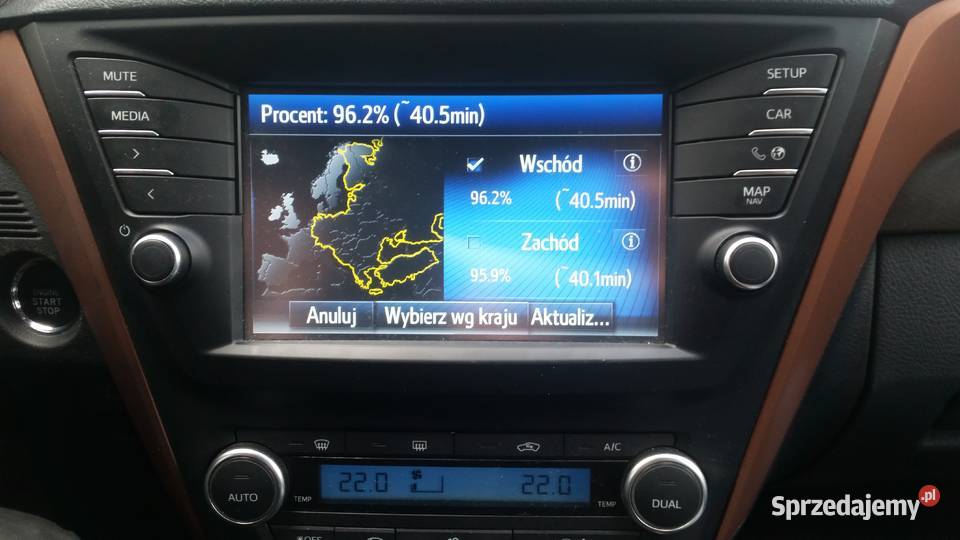 MUTE
MEDIA
SETUP
CAR
MAP
NAV
Procent: 96.2% (~40.5min)
Wschód
96.2% (~40.5min)
Zachód
95.9% (~40.1min)
Anuluj Wybierz wg kraju Aktualiz...
ENGINE
START
STOP
A/C
AUTO
TEMP
22.0
22.0
TEMP
DUAL
OFF
Sprzedajemy.pl